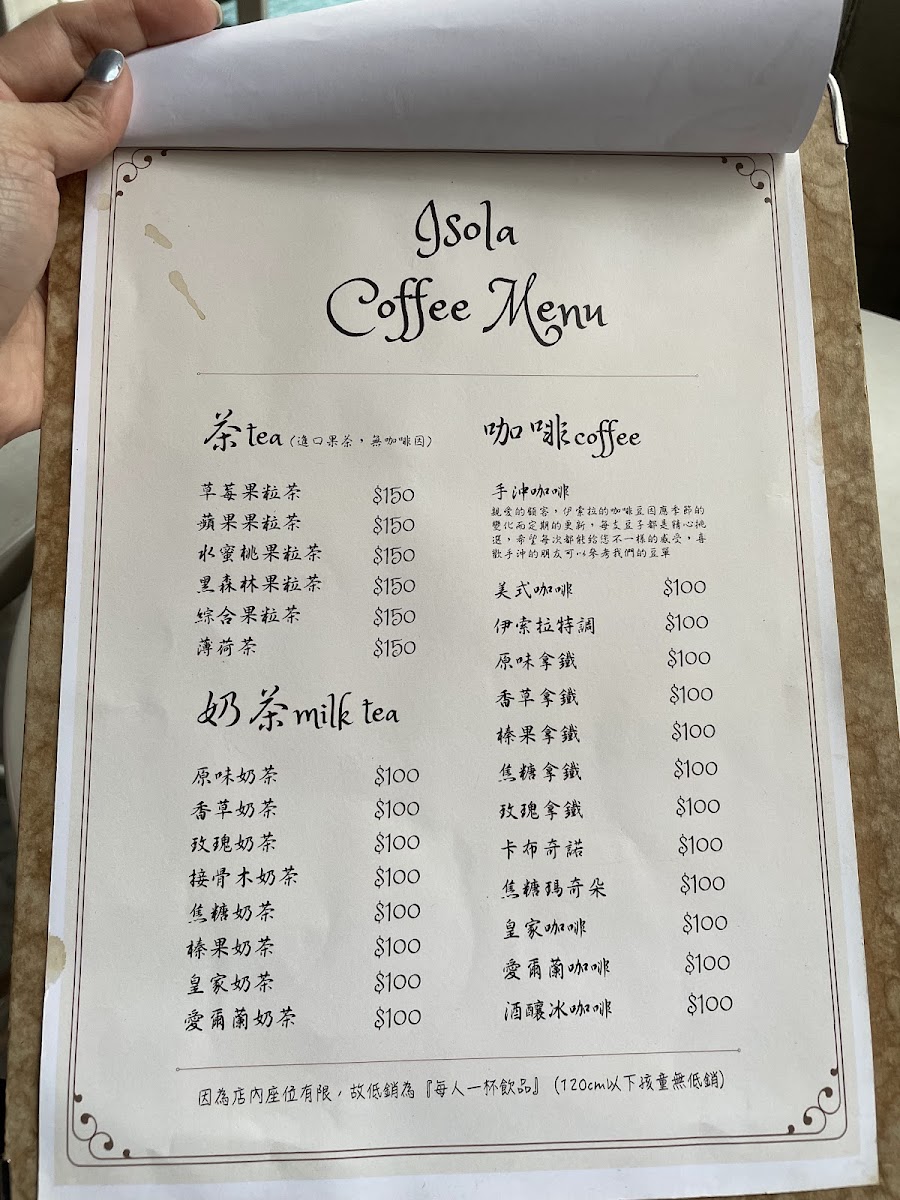 Isola
Coffee Menu
茶 tea (進口果茶，無咖啡因)
草莓果粒茶 $150
蘋果果粒茶 $150
水蜜桃果粒茶 $150
黑森林果粒茶 $150
綜合果粒茶 $150
薄荷茶 $150
奶茶 milk tea
原味奶茶 $100
香草奶茶 $100
玫瑰奶茶 $100
接骨木奶茶 $100
焦糖奶茶 $100
榛果奶茶 $100
皇家奶茶 $100
愛爾蘭奶茶 $100
咖啡 coffee
手沖咖啡
親愛的顧客，伊索拉的咖啡豆因應季節的
變化而定期的更新，每支豆子都是精心挑
選，希望每次都能給您不一樣的感受，喜
歡手沖的朋友可以參考我們的豆單
美式咖啡 $100
伊索拉特調 $100
原味拿鐵 $100
香草拿鐵 $100
榛果拿鐵 $100
焦糖拿鐵 $100
玫瑰拿鐵 $100
卡布奇諾 $100
焦糖瑪奇朵 $100
皇家咖啡 $100
愛爾蘭咖啡 $100
酒釀冰咖啡 $100
因為店內座位有限，故低銷為『每人一杯飲品』 (120cm以下孩童無低銷)